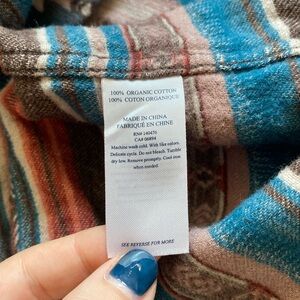 100% ORGANIC COTTON
100% COTON ORGANIQUE
MADE IN CHINA
FABRIQUÉ EN CHINE
RN# 140470
CA# 06894
Machine wash cold. With like colors.
Delicate cycle. Do not bleach. Tumble
dry low. Remove promptly. Cool iron
when needed.
SEE REVERSE FOR MORE